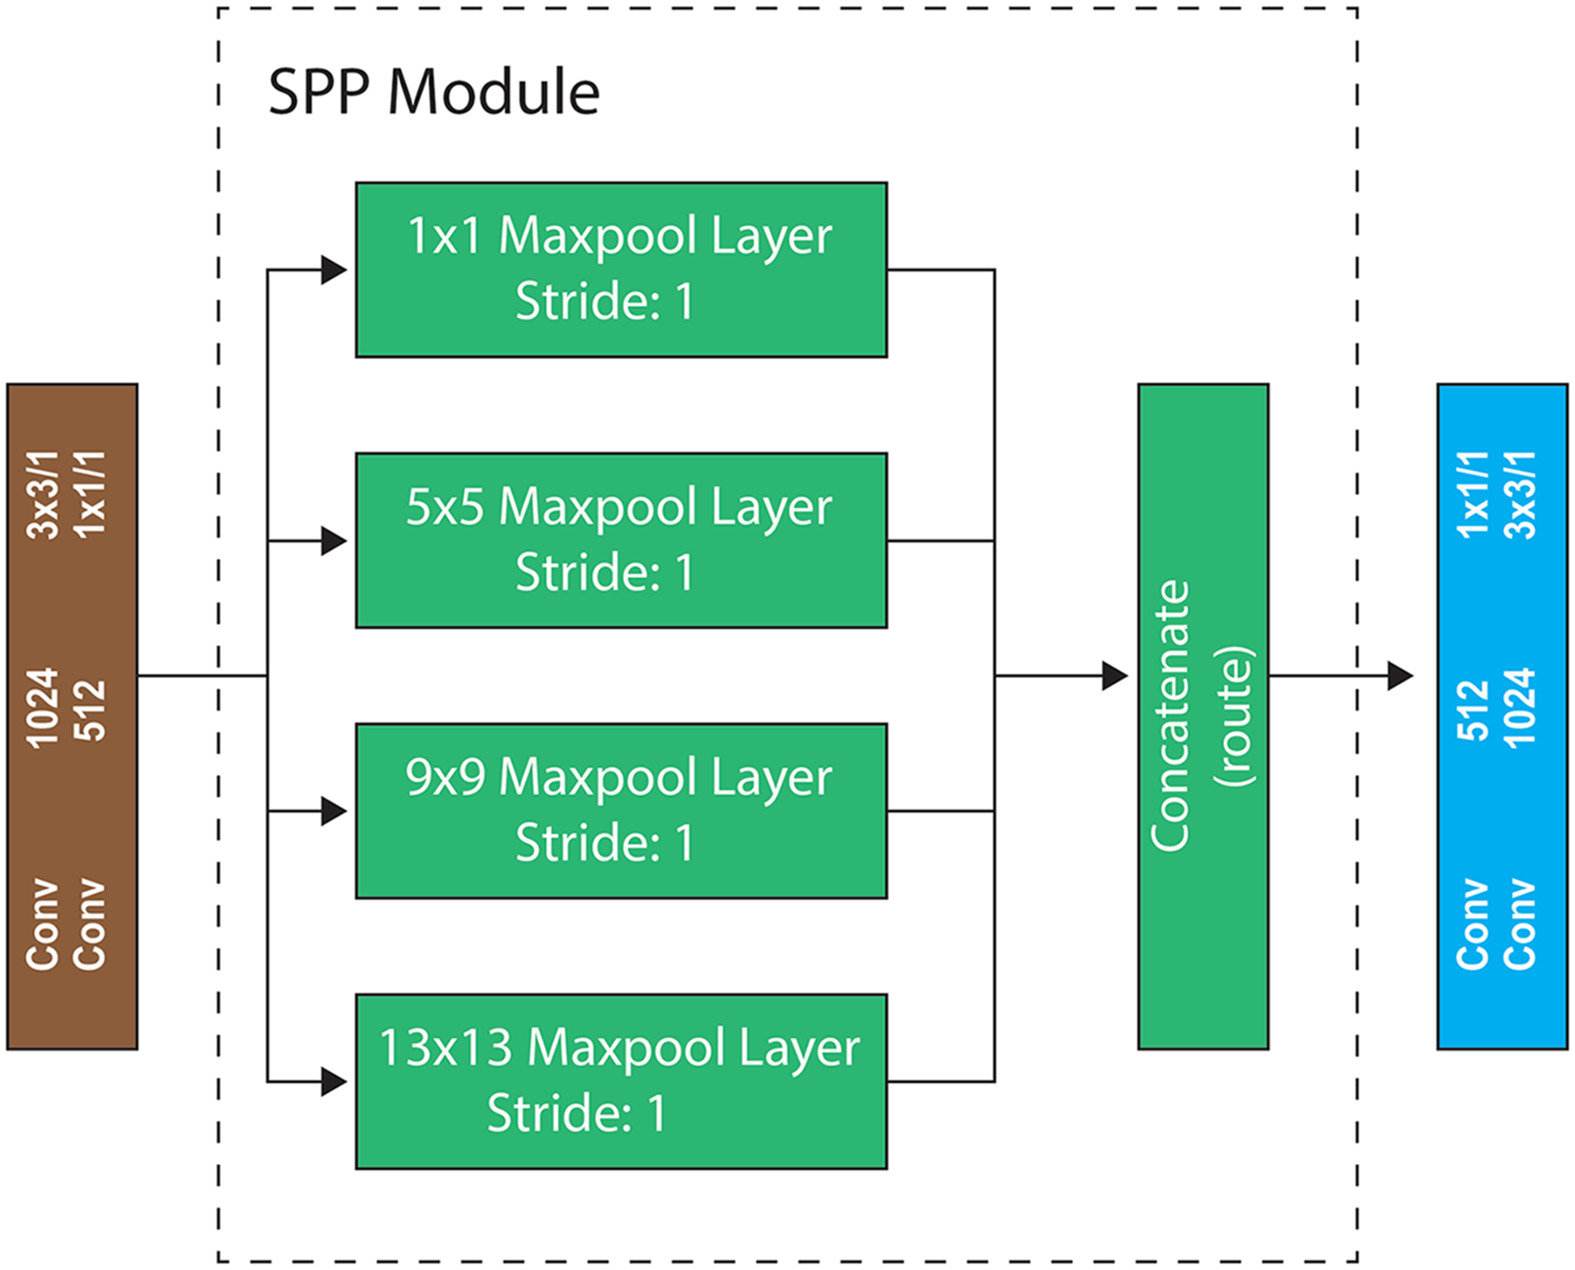 SPP Module
Conv 1024 3x3/1
Conv 512 1x1/1
1x1 Maxpool Layer
Stride: 1
5x5 Maxpool Layer
Stride: 1
9x9 Maxpool Layer
Stride: 1
13x13 Maxpool Layer
Stride: 1
Concatenate
(route)
Conv 512 1x1/1
Conv 1024 3x3/1